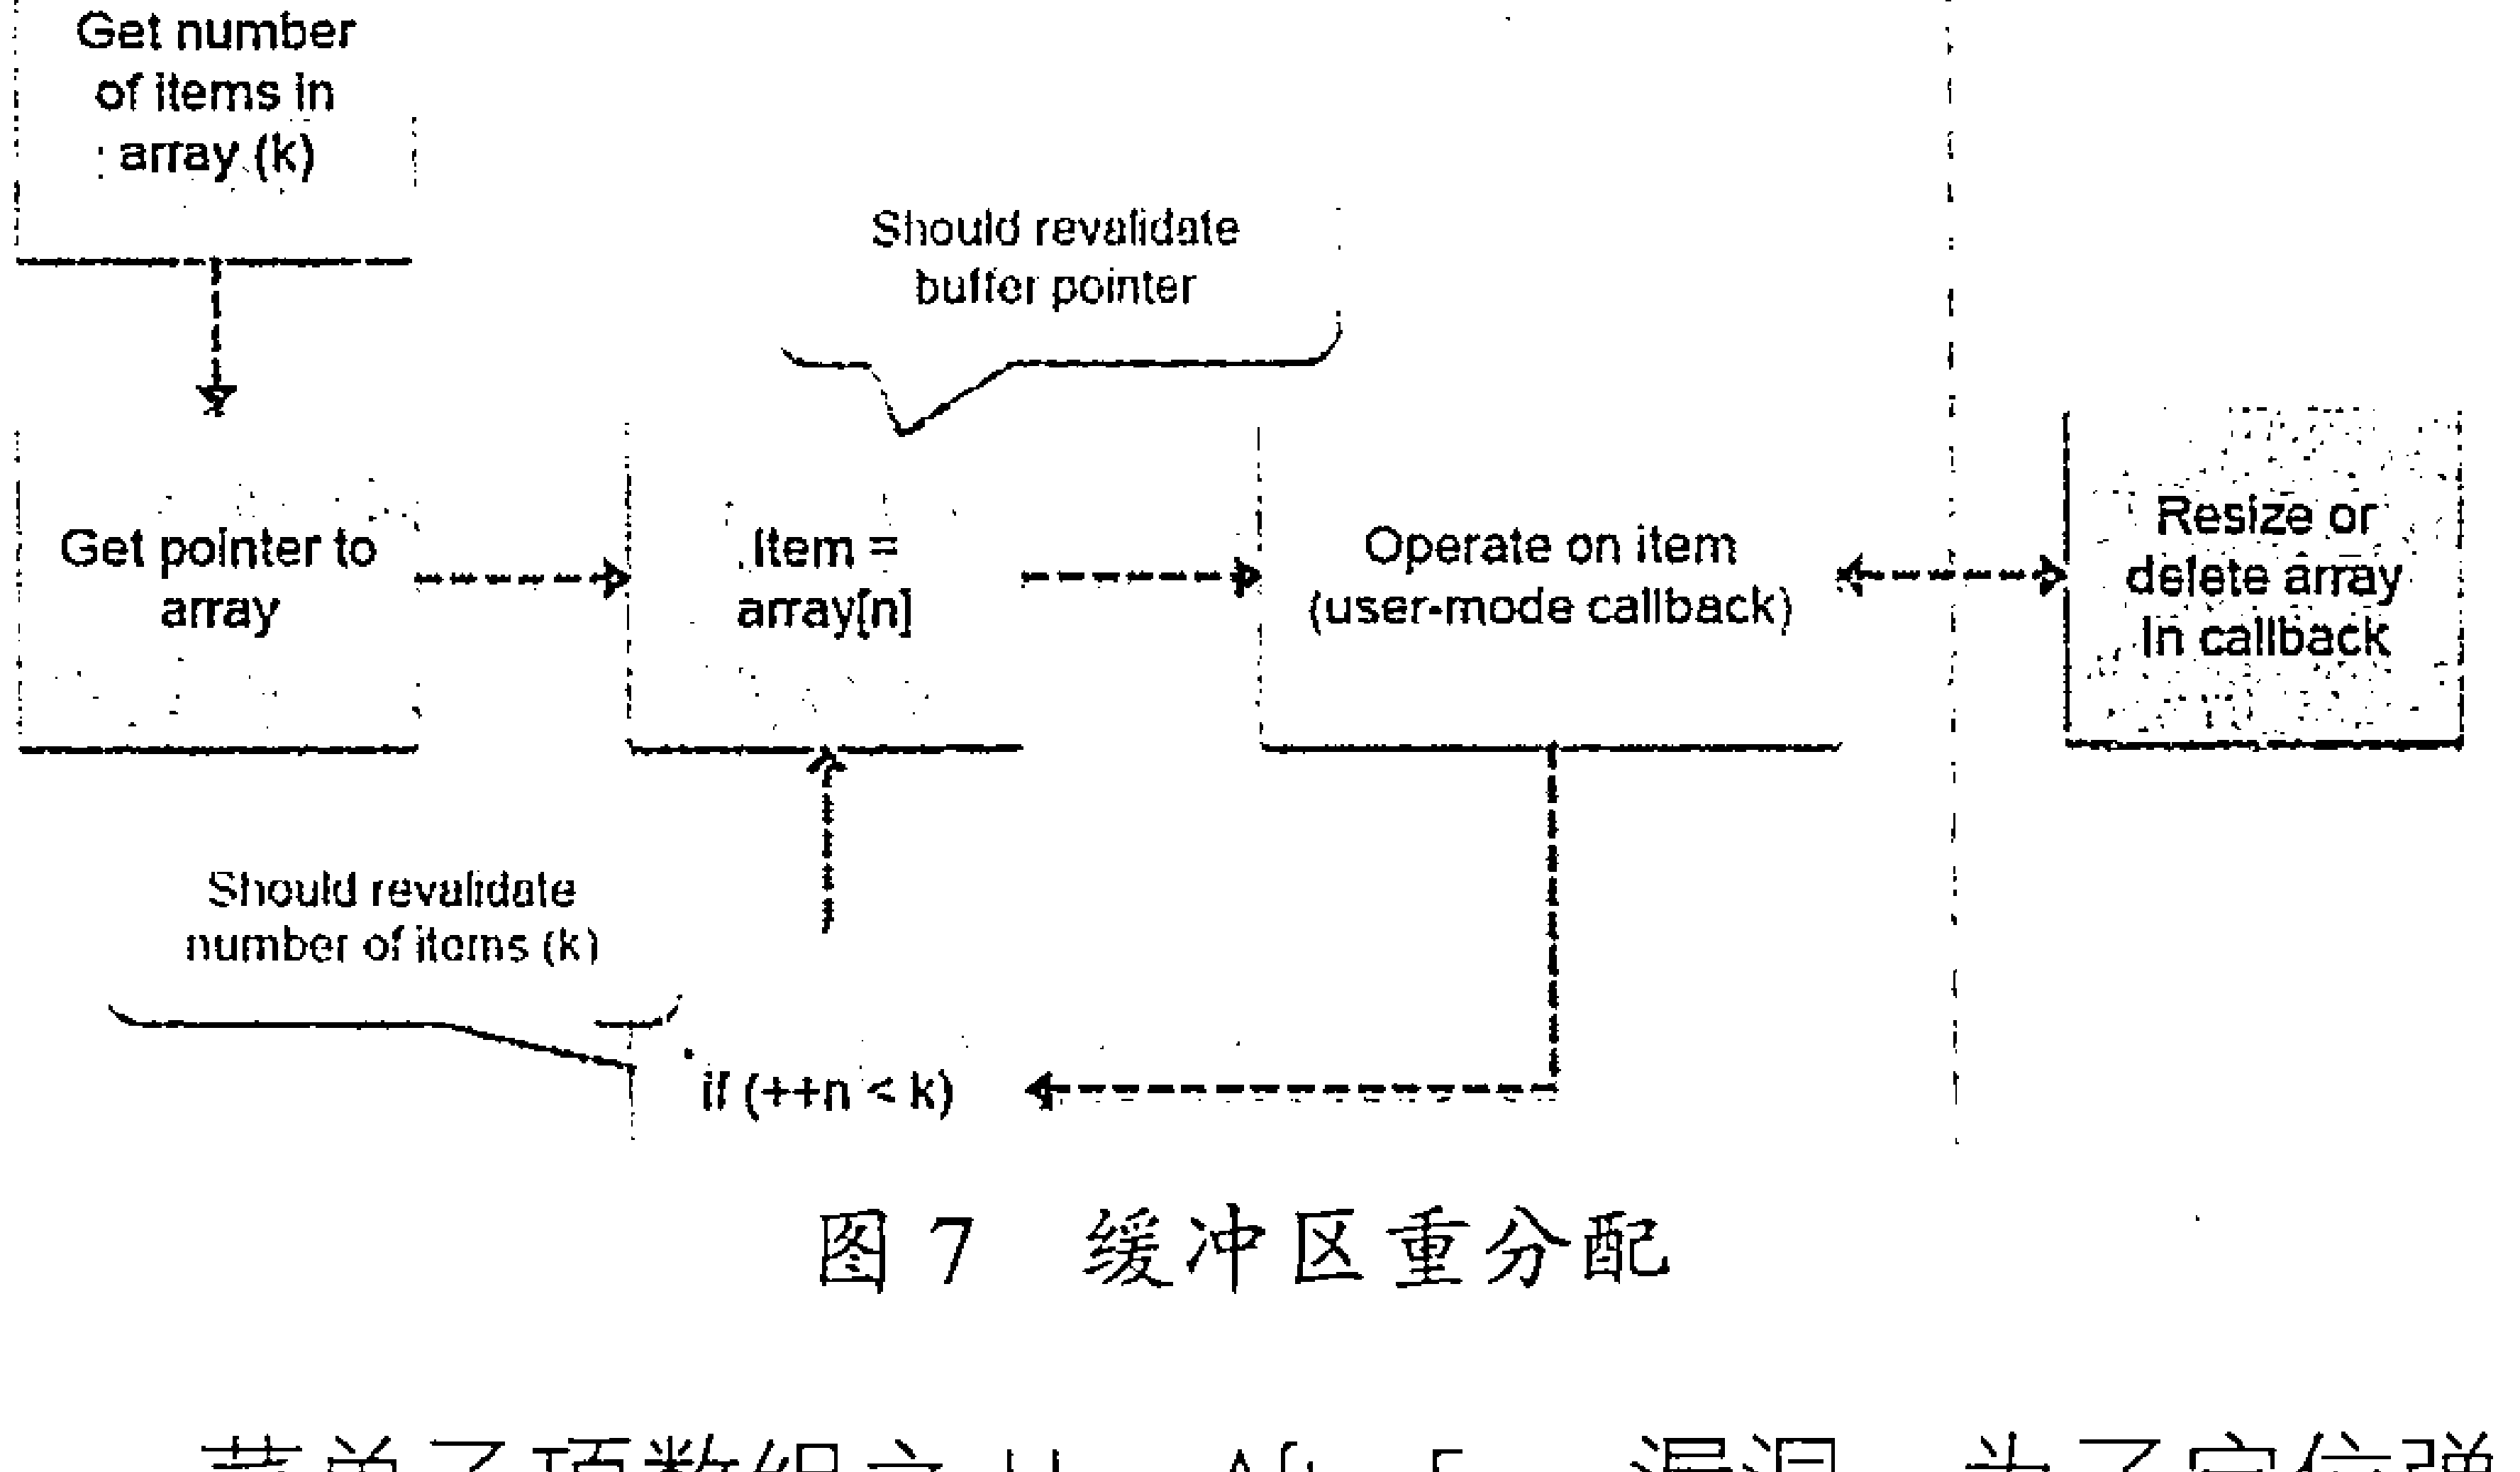 Get number
of items in
array (k)
Should revalidate
buffer pointer
Get pointer to
array
Item =
array[n]
Operate on item
(user-mode callback)
Resize or
delete array
In callback
Should revalidate
number of items (k)
if (++n < k)
图 7 缓冲区重分配